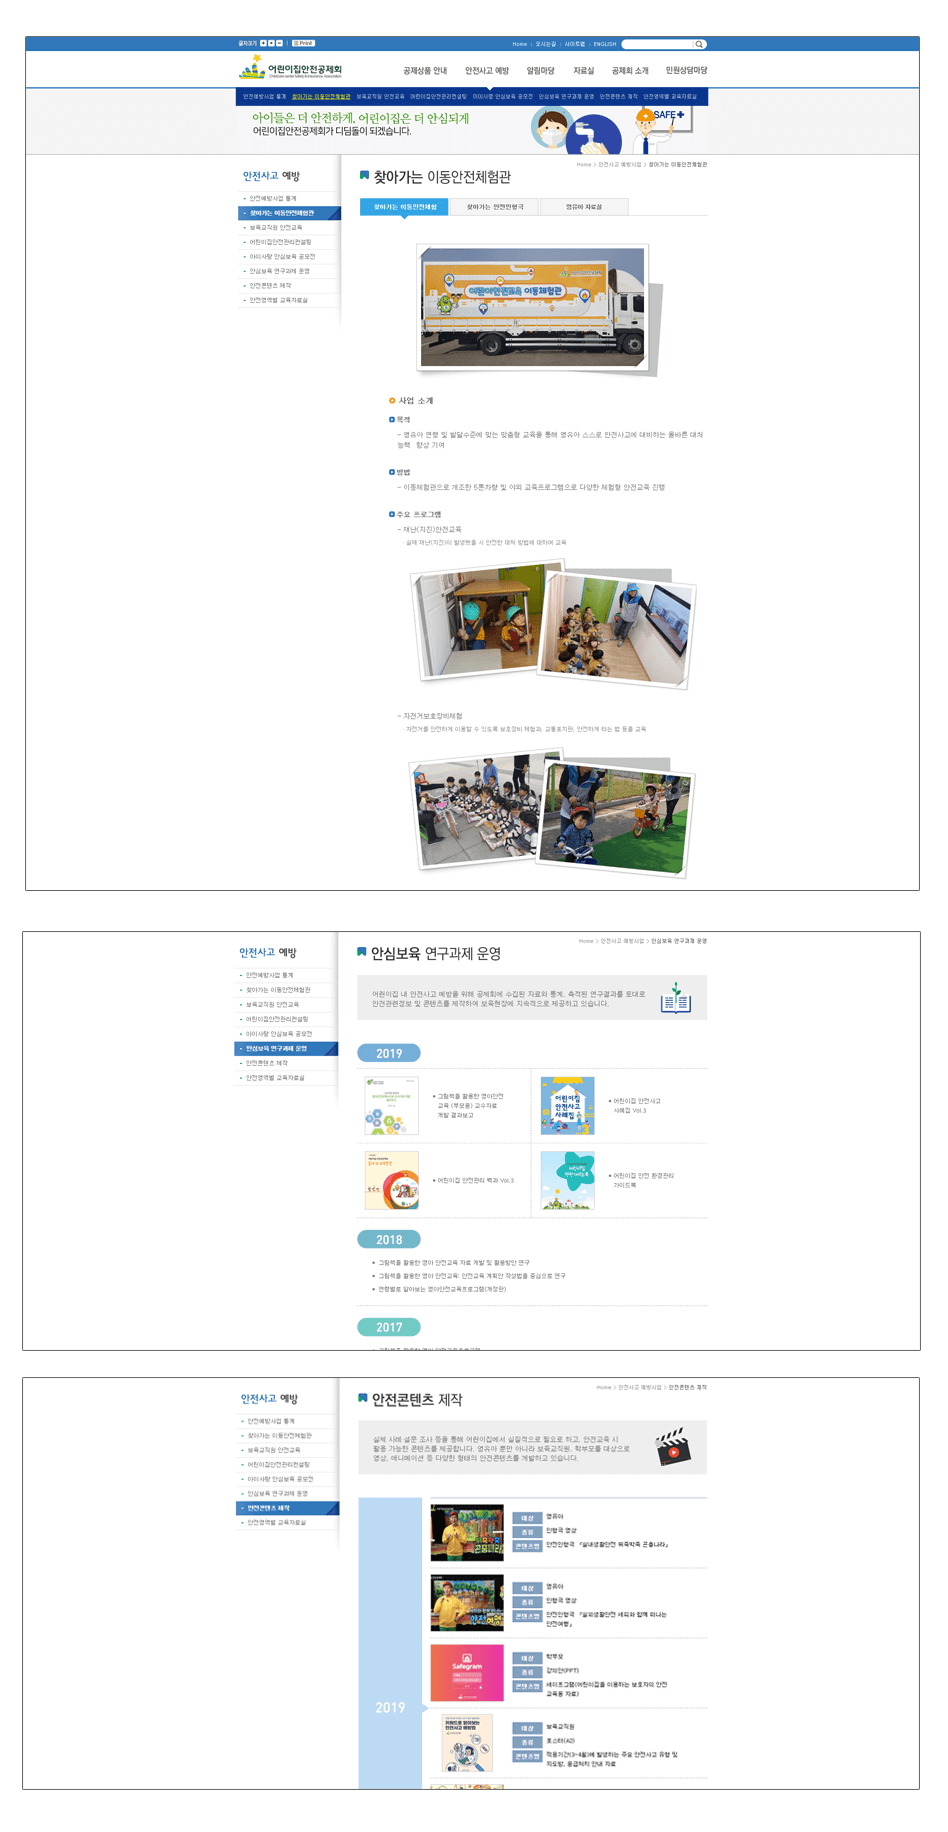 글자크기
Print
Home
오시는길
사이트맵
ENGLISH
어린이집안전공제회
공제상품 안내
안전사고 예방
알림마당
자료실
공제회 소개
민원상담마당
안전예방사업 통계
찾아가는 이동안전체험관
보육교직원 안전교육
어린이집안전관리컨설팅
아이사랑 안심보육 공모전
안심보육 연구과제 운영
안전콘텐츠 제작
안전영역별 교육자료실
아이들은 더 안전하게, 어린이집은 더 안심되게
어린이집안전공제회가 디딤돌이 되겠습니다.
SAFE
Home > 안전사고 예방사업 > 찾아가는 이동안전체험관
안전사고 예방
- 안전예방사업 통계
- 찾아가는 이동안전체험관
- 보육교직원 안전교육
- 어린이집안전관리컨설팅
- 아이사랑 안심보육 공모전
- 안심보육 연구과제 운영
- 안전콘텐츠 제작
- 안전영역별 교육자료실
찾아가는 이동안전체험관
찾아가는 이동안전체험
찾아가는 안전인형극
영유아 자료실
어린이안전교육 이동체험관
사업 소개
목적
- 영유아 연령 및 발달수준에 맞는 맞춤형 교육을 통해 영유아 스스로 안전사고에 대비하는 올바른 대처
능력 향상 기여
방법
- 이동체험관으로 개조한 5톤차량 및 야외 교육프로그램으로 다양한 체험형 안전교육 진행
주요 프로그램
- 재난(지진)안전교육
· 실제 재난(지진)이 발생했을 시 안전한 대처 방법에 대하여 교육
- 자전거보호장비체험
· 자전거를 안전하게 이용할 수 있도록 보호장비 체험과, 교통표지판, 안전하게 타는 법 등을 교육
Home > 안전사고 예방사업 > 안심보육 연구과제 운영
안전사고 예방
- 안전예방사업 통계
- 찾아가는 이동안전체험관
- 보육교직원 안전교육
- 어린이집안전관리컨설팅
- 아이사랑 안심보육 공모전
- 안심보육 연구과제 운영
- 안전콘텐츠 제작
- 안전영역별 교육자료실
안심보육 연구과제 운영
어린이집 내 안전사고 예방을 위해 공제회에 수집된 자료와 통계, 축적된 연구결과를 토대로
안전관련정보 및 콘텐츠를 제작하여 보육현장에 지속적으로 제공하고 있습니다.
2019
• 그림책을 활용한 영아안전
교육 (부모용) 교수자료
개발 결과보고
어린이집
안전사고
사례집
• 어린이집 안전사고
사례집 Vol.3
• 어린이집 안전관리 백과 Vol.3
• 어린이집 안전 환경관리
가이드북
2018
• 그림책을 활용한 영아 안전교육 자료 개발 및 활용방안 연구
• 그림책을 활용한 영아 안전교육: 안전교육 계획안 작성법을 중심으로 연구
• 연령별로 알아보는 영아안전교육프로그램(개정판)
2017
Home > 안전사고 예방사업 > 안전콘텐츠 제작
안전사고 예방
- 안전예방사업 통계
- 찾아가는 이동안전체험관
- 보육교직원 안전교육
- 어린이집안전관리컨설팅
- 아이사랑 안심보육 공모전
- 안심보육 연구과제 운영
- 안전콘텐츠 제작
- 안전영역별 교육자료실
안전콘텐츠 제작
실제 사례 설문 조사 등을 통해 어린이집에서 실질적으로 필요로 하고, 안전교육 시
활용 가능한 콘텐츠를 제공합니다. 영유아 뿐만 아니라 보육교직원, 학부모를 대상으로
영상, 애니메이션 등 다양한 형태의 안전콘텐츠를 개발하고 있습니다.
2019
대상 영유아
종류 인형극 영상
콘텐츠명 안전인형극 『실내생활안전 뚝딱뚝딱 곤충나라』
대상 영유아
종류 인형극 영상
콘텐츠명 안전인형극 『실외생활안전 세피와 함께 떠나는
안전여행』
Safegram
대상 학부모
종류 강의안(PPT)
콘텐츠명 세이프그램(어린이집을 이용하는 보호자의 안전
교육용 자료)
키워드로 알아보는
안전사고 예방법
대상 보육교직원
종류 포스터(A2)
콘텐츠명 적응기간(3~4월)에 발생하는 주요 안전사고 유형 및
지도방, 응급처치 안내 자료